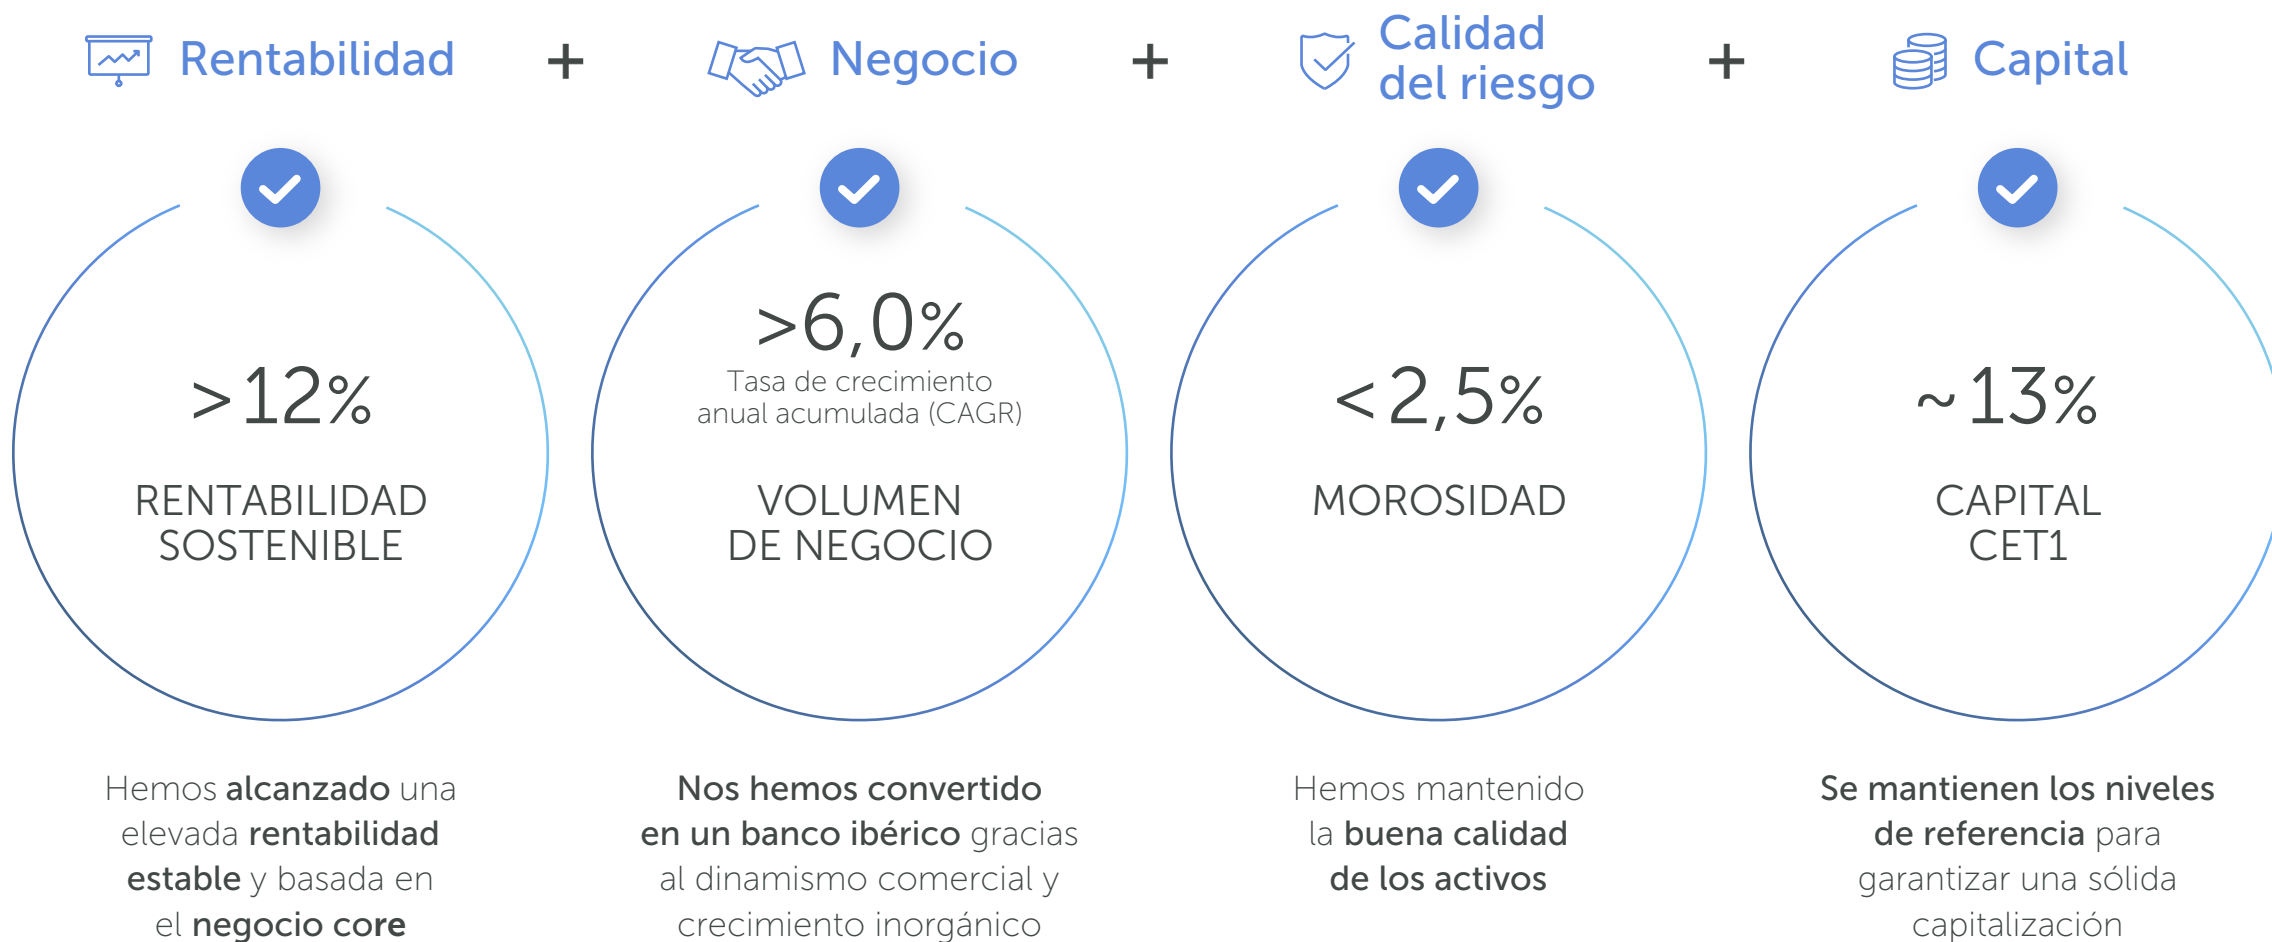 Rentabilidad
+
Negocio
+
Calidad
del riesgo
+
Capital
>12%
RENTABILIDAD
SOSTENIBLE
Hemos alcanzado una
elevada rentabilidad
estable y basada en
el negocio core
>6,0%
Tasa de crecimiento
anual acumulada (CAGR)
VOLUMEN
DE NEGOCIO
Nos hemos convertido
en un banco ibérico gracias
al dinamismo comercial y
crecimiento inorgánico
<2,5%
MOROSIDAD
Hemos mantenido
la buena calidad
de los activos
~13%
CAPITAL
CET1
Se mantienen los niveles
de referencia para
garantizar una sólida
capitalización